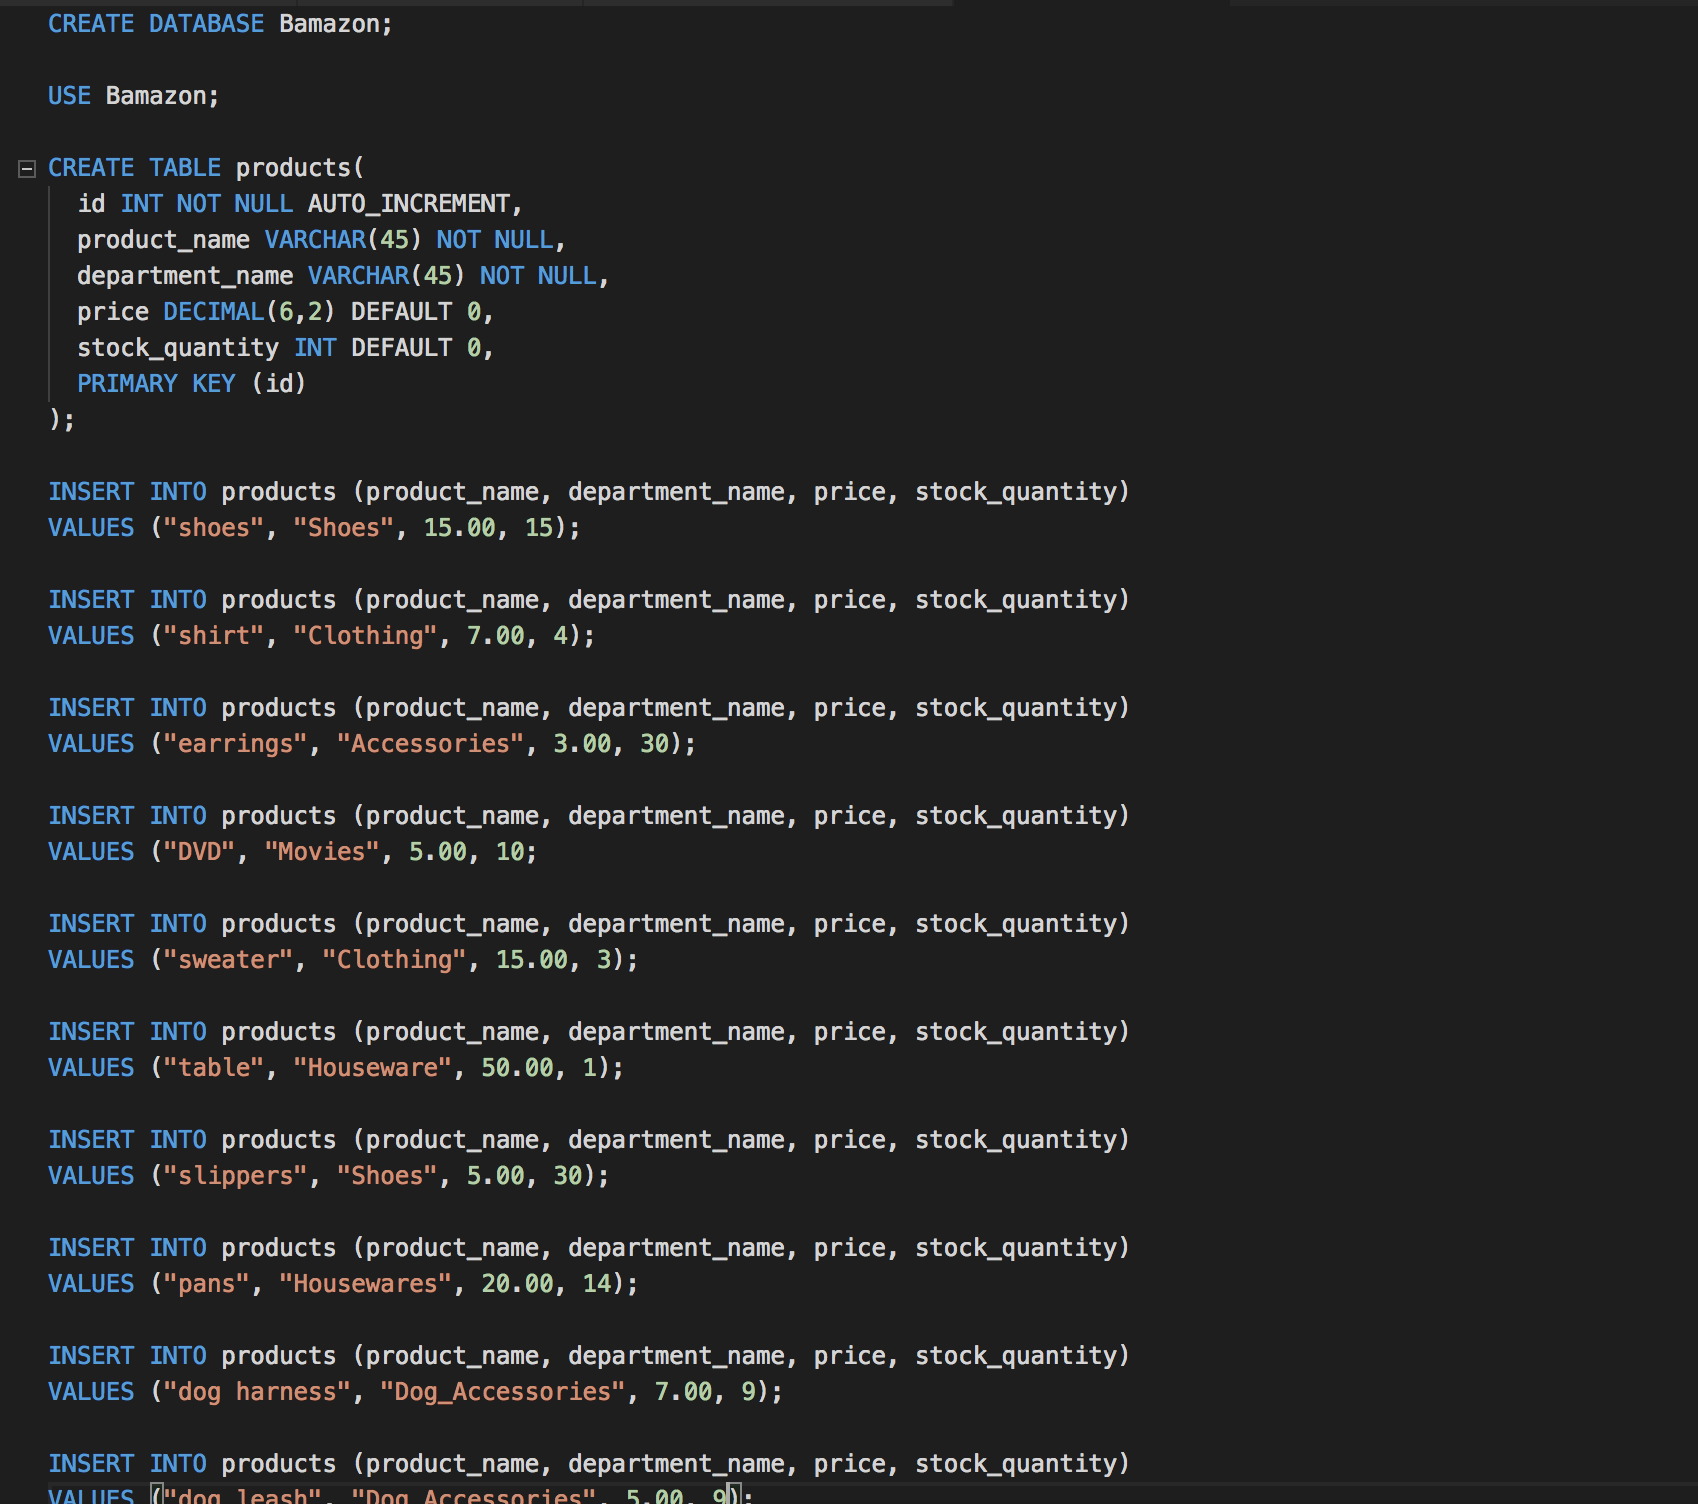 CREATE DATABASE Bamazon;
USE Bamazon;
CREATE TABLE products(
id INT NOT NULL AUTO_INCREMENT,
product_name VARCHAR(45) NOT NULL,
department_name VARCHAR(45) NOT NULL,
price DECIMAL(6,2) DEFAULT 0,
stock_quantity INT DEFAULT 0,
PRIMARY KEY (id)
);
INSERT INTO products (product_name, department_name, price, stock_quantity)
VALUES ("shoes", "Shoes", 15.00, 15);
INSERT INTO products (product_name, department_name, price, stock_quantity)
VALUES ("shirt", "Clothing", 7.00, 4);
INSERT INTO products (product_name, department_name, price, stock_quantity)
VALUES ("earrings", "Accessories", 3.00, 30);
INSERT INTO products (product_name, department_name, price, stock_quantity)
VALUES ("DVD", "Movies", 5.00, 10;
INSERT INTO products (product_name, department_name, price, stock_quantity)
VALUES ("sweater", "Clothing", 15.00, 3);
INSERT INTO products (product_name, department_name, price, stock_quantity)
VALUES ("table", "Houseware", 50.00, 1);
INSERT INTO products (product_name, department_name, price, stock_quantity)
VALUES ("slippers", "Shoes", 5.00, 30);
INSERT INTO products (product_name, department_name, price, stock_quantity)
VALUES ("pans", "Housewares", 20.00, 14);
INSERT INTO products (product_name, department_name, price, stock_quantity)
VALUES ("dog harness", "Dog_Accessories", 7.00, 9);
INSERT INTO products (product_name, department_name, price, stock_quantity)
VALUES ("dog leash", "Dog_Accessories", 5.00, 9);